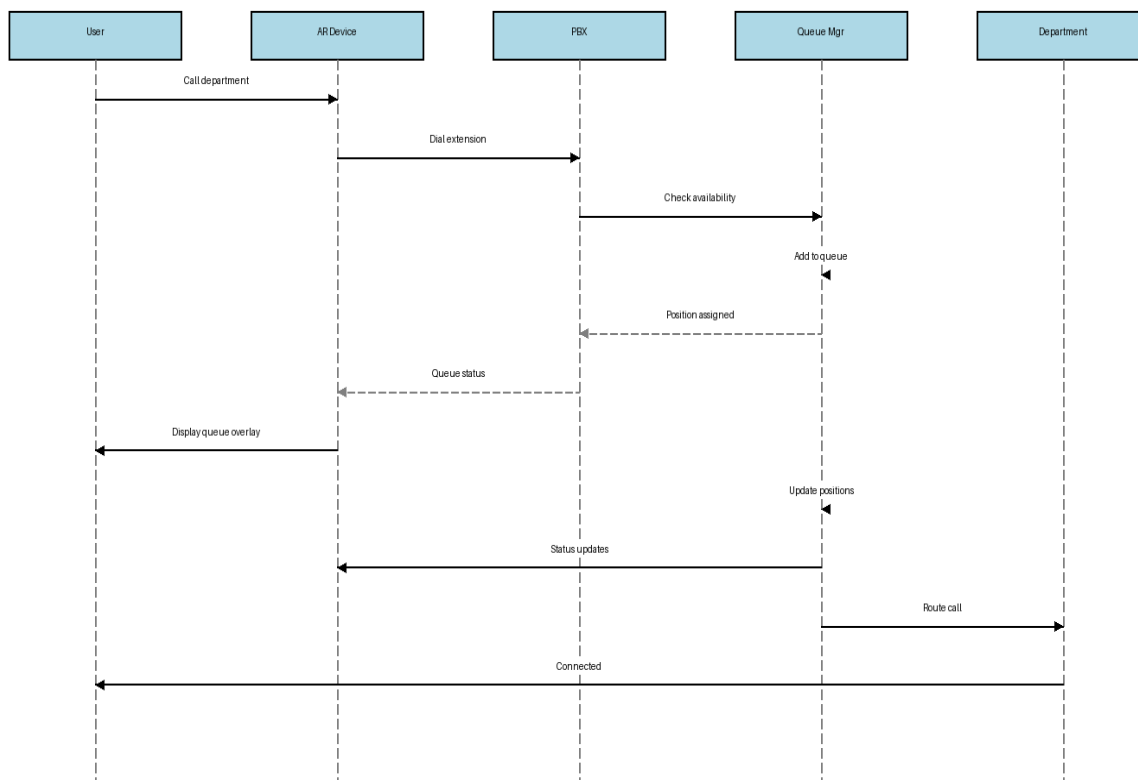 User
AR Device
PBX
Queue Mgr
Department
Call department
Dial extension
Check availability
Add to queue
Position assigned
Queue status
Display queue overlay
Update positions
Status updates
Route call
Connected